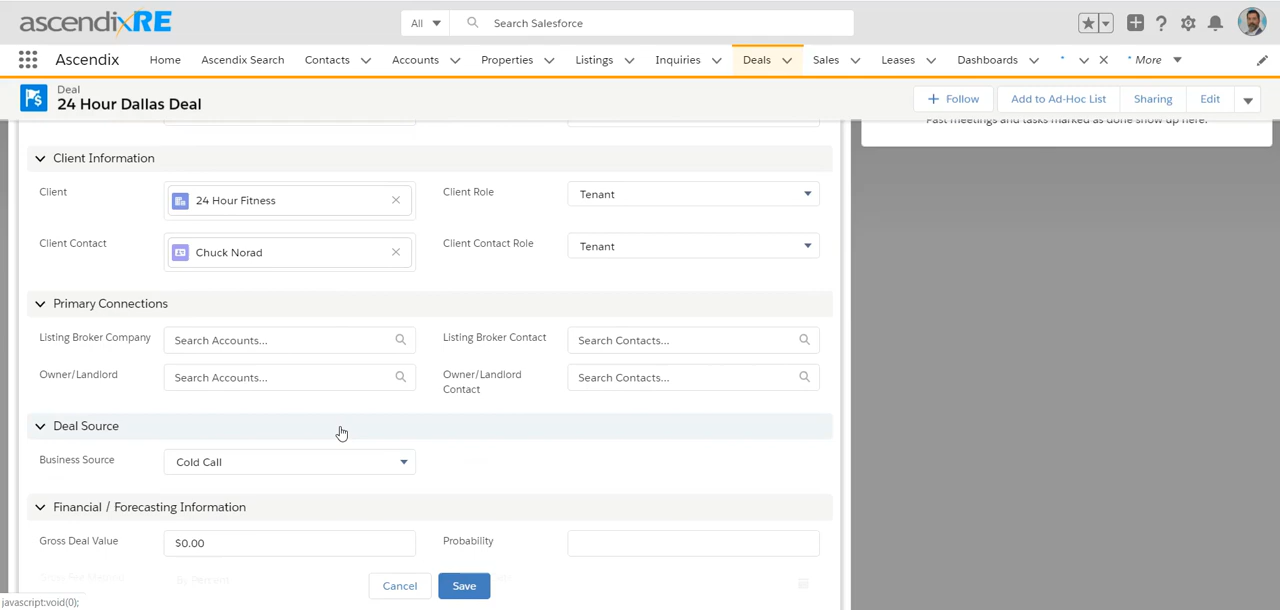 ascendixRE
All
Search Salesforce
Ascendix
Home
Ascendix Search
Contacts
Accounts
Properties
Listings
Inquiries
Deals
Sales
Leases
Dashboards
* More
Deal
24 Hour Dallas Deal
Follow
Add to Ad-Hoc List
Sharing
Edit
Past meetings and tasks marked as done show up here.
Client Information
Client
24 Hour Fitness
Client Role
Tenant
Client Contact
Chuck Norad
Client Contact Role
Tenant
Primary Connections
Listing Broker Company
Search Accounts...
Listing Broker Contact
Search Contacts...
Owner/Landlord
Search Accounts...
Owner/Landlord
Contact
Search Contacts...
Deal Source
Business Source
Cold Call
Financial / Forecasting Information
Gross Deal Value
$0.00
Probability
By Percent
Cancel
Save
javascript:void(0);